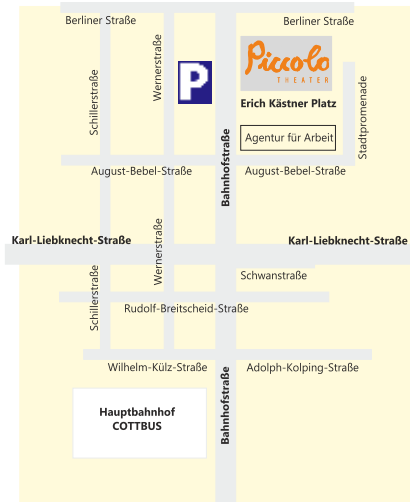 Berliner Straße
Berliner Straße
Piccolo
THEATER
Wernerstraße
P
Schillerstraße
Erich Kästner Platz
Stadtpromenade
Agentur für Arbeit
Bahnhofstraße
August-Bebel-Straße
August-Bebel-Straße
Karl-Liebknecht-Straße
Karl-Liebknecht-Straße
Wernerstraße
Schillerstraße
Schwanstraße
Rudolf-Breitscheid-Straße
Wilhelm-Külz-Straße
Adolph-Kolping-Straße
Bahnhofstraße
Hauptbahnhof
COTTBUS